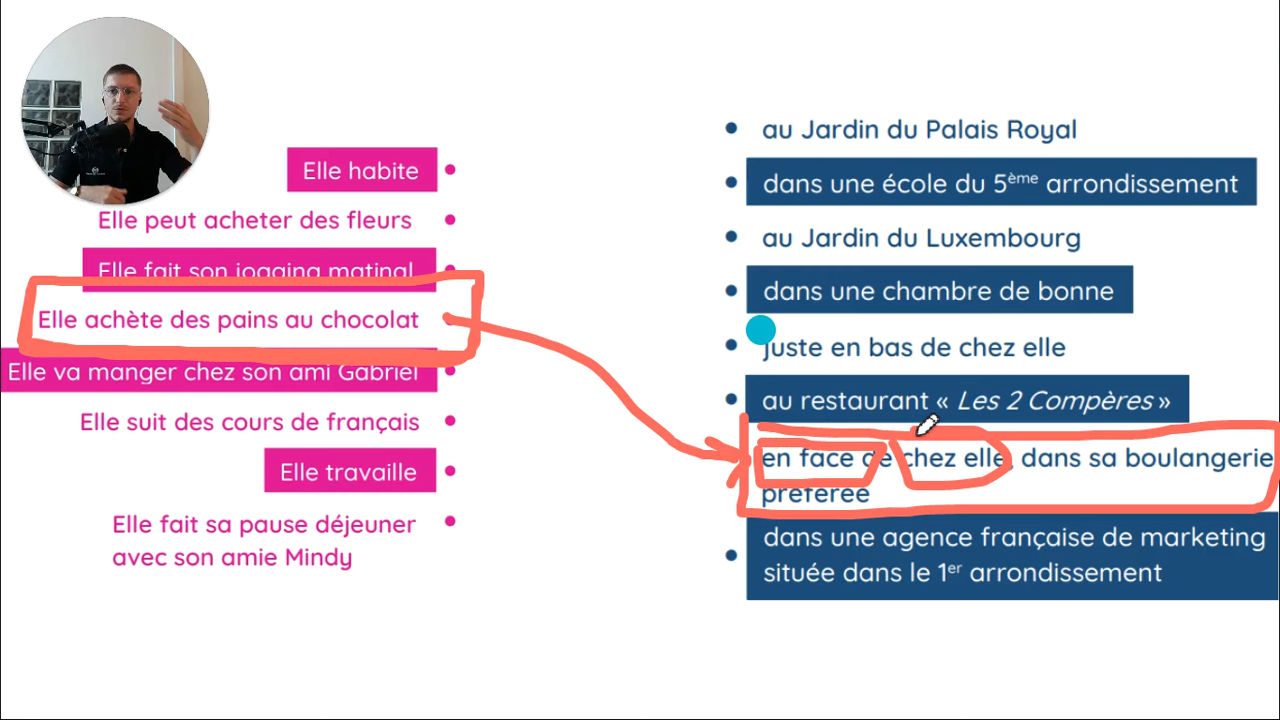 Elle habite
Elle peut acheter des fleurs
Elle fait son jogging matinal
Elle achète des pains au chocolat
Elle va manger chez son ami Gabriel
Elle suit des cours de français
Elle travaille
Elle fait sa pause déjeuner
avec son amie Mindy
au Jardin du Palais Royal
dans une école du 5ème arrondissement
au Jardin du Luxembourg
dans une chambre de bonne
juste en bas de chez elle
au restaurant « Les 2 Compères »
en face de chez elle, dans sa boulangerie
préférée
dans une agence française de marketing
située dans le 1er arrondissement